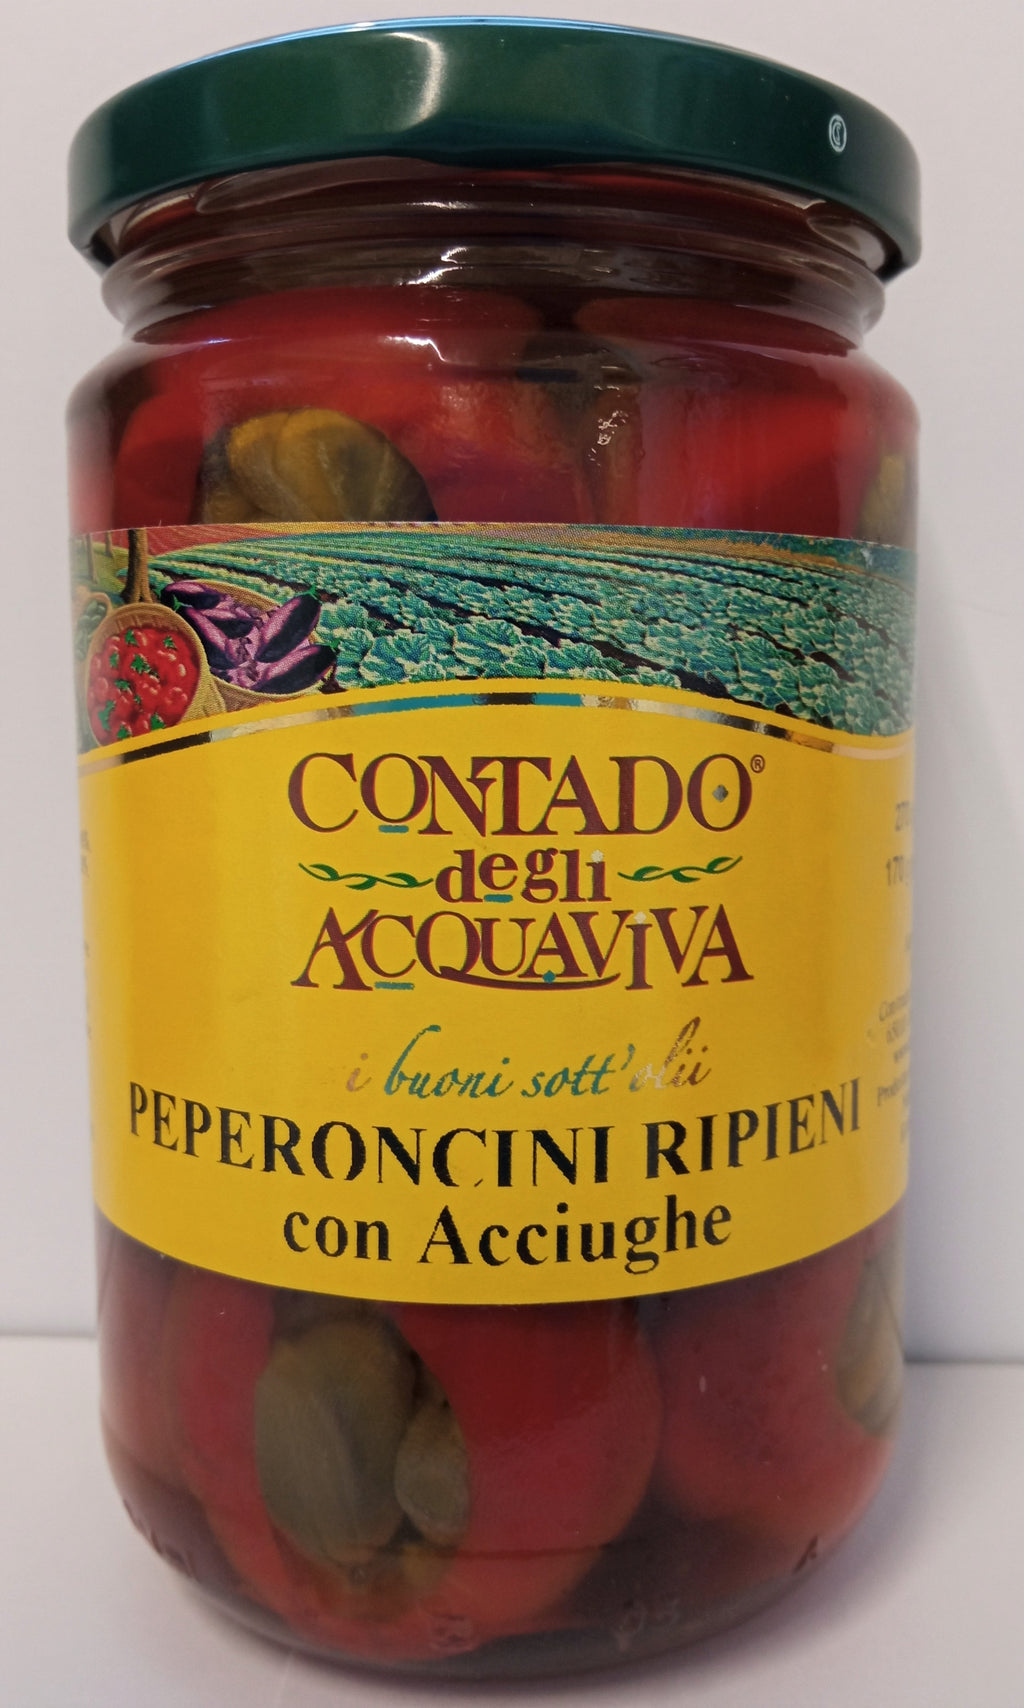 CONTADO®
degli
ACQUAVIVA
i buoni sott'olii
PEPERONCINI RIPIENI
con Acciughe